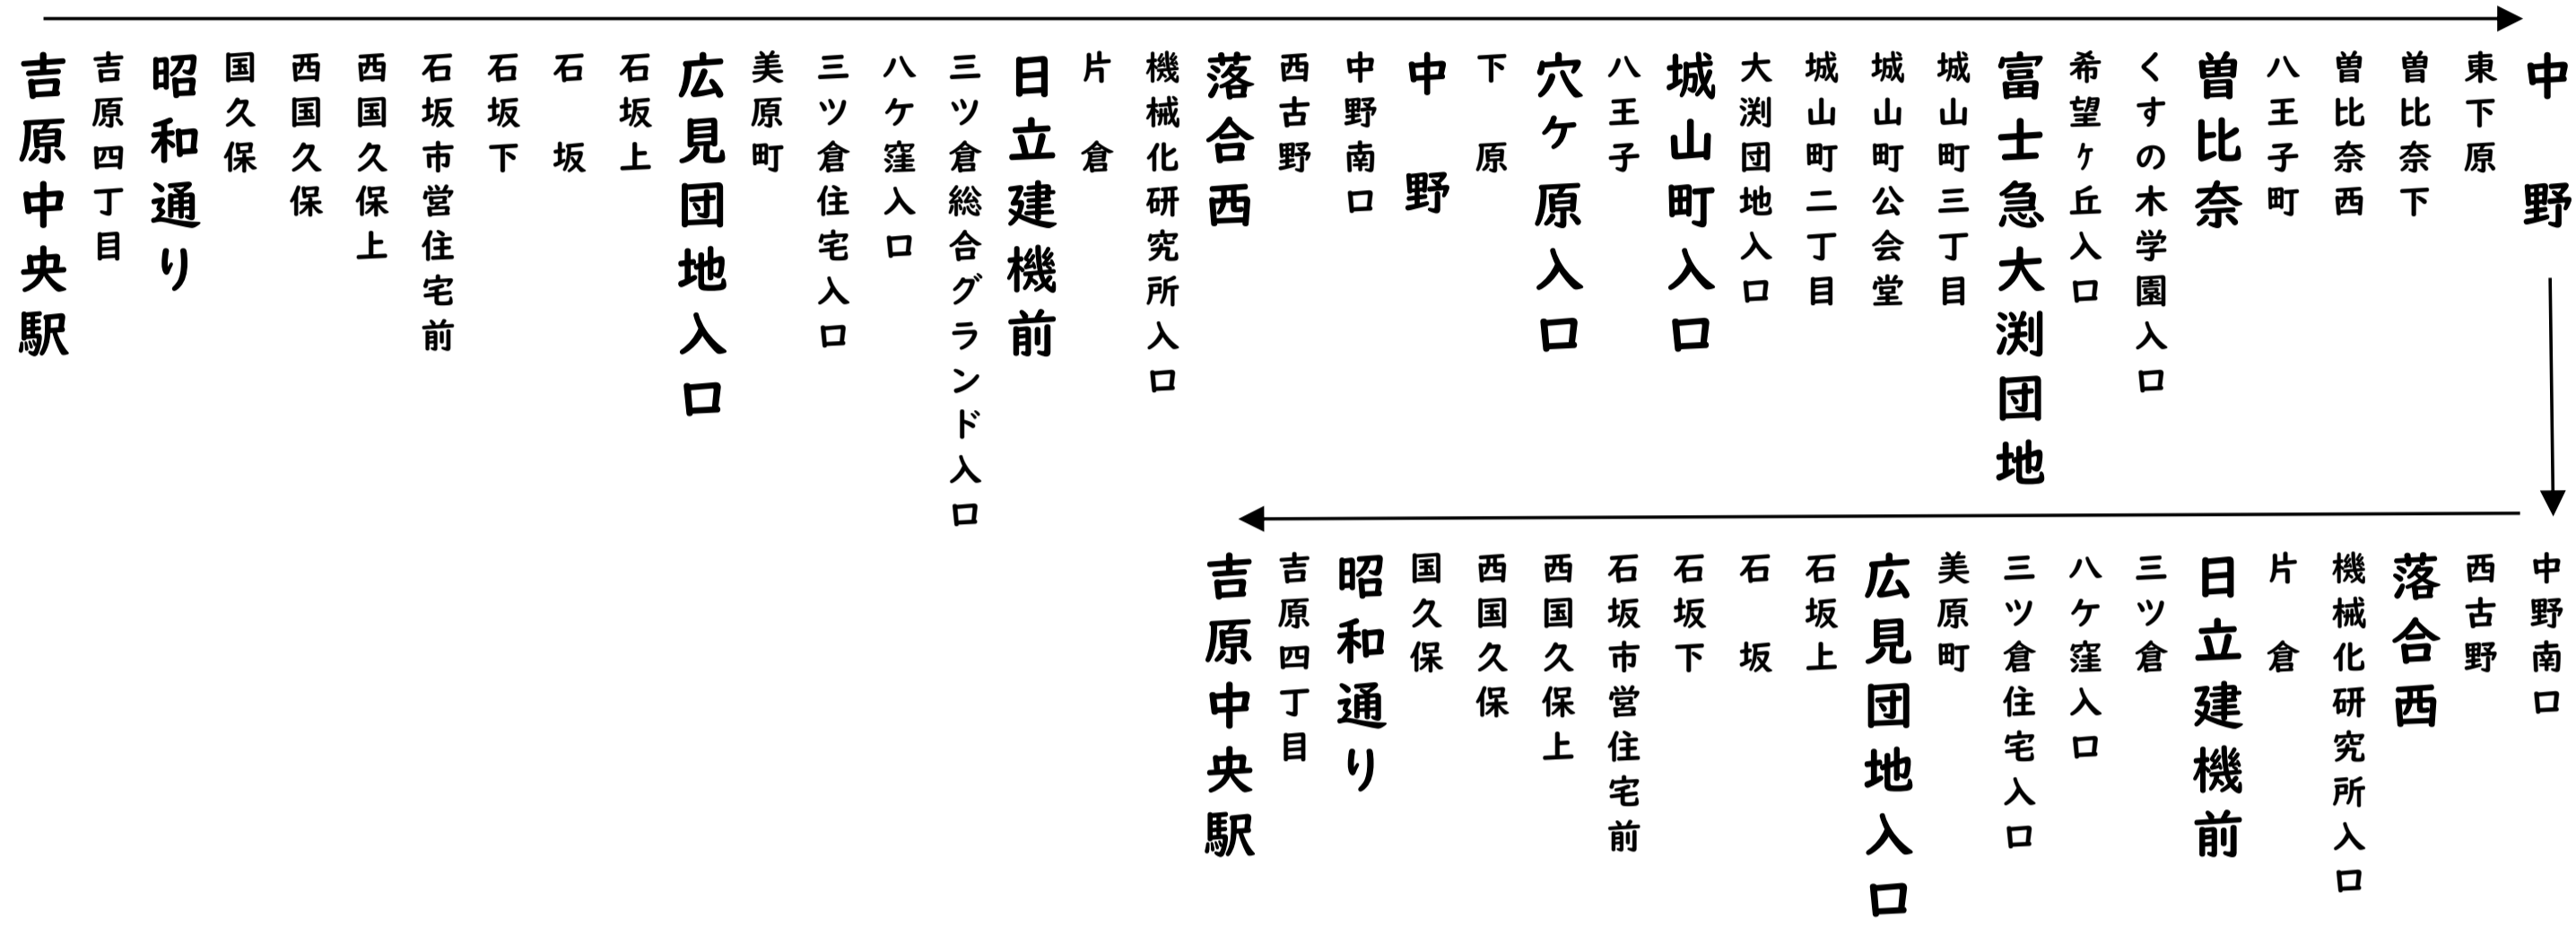 吉原中央駅
吉原四丁目
昭和通り
国久保
西国久保
西国久保上
石坂市営住宅前
石坂下
石坂
石坂上
広見団地入口
美原町
三ツ倉住宅入口
八ケ窪入口
三ツ倉総合グランド入口
日立建機前
片倉
機械化研究所入口
落合西
西古野
中野南口
中野
下原
穴ケ原入口
八王子
城山町入口
大渕団地入口
城山町二丁目
城山町公会堂
城山町三丁目
富士急大渕団地
希望ヶ丘入口
くすの木学園入口
曽比奈
八王子町
曽比奈西
曽比奈下
東下原
中野
中野南口
西古野
落合西
機械化研究所入口
片倉
日立建機前
三ツ倉
八ケ窪入口
三ツ倉住宅入口
美原町
広見団地入口
石坂上
石坂
石坂下
石坂市営住宅前
西国久保上
西国久保
国久保
昭和通り
吉原四丁目
吉原中央駅